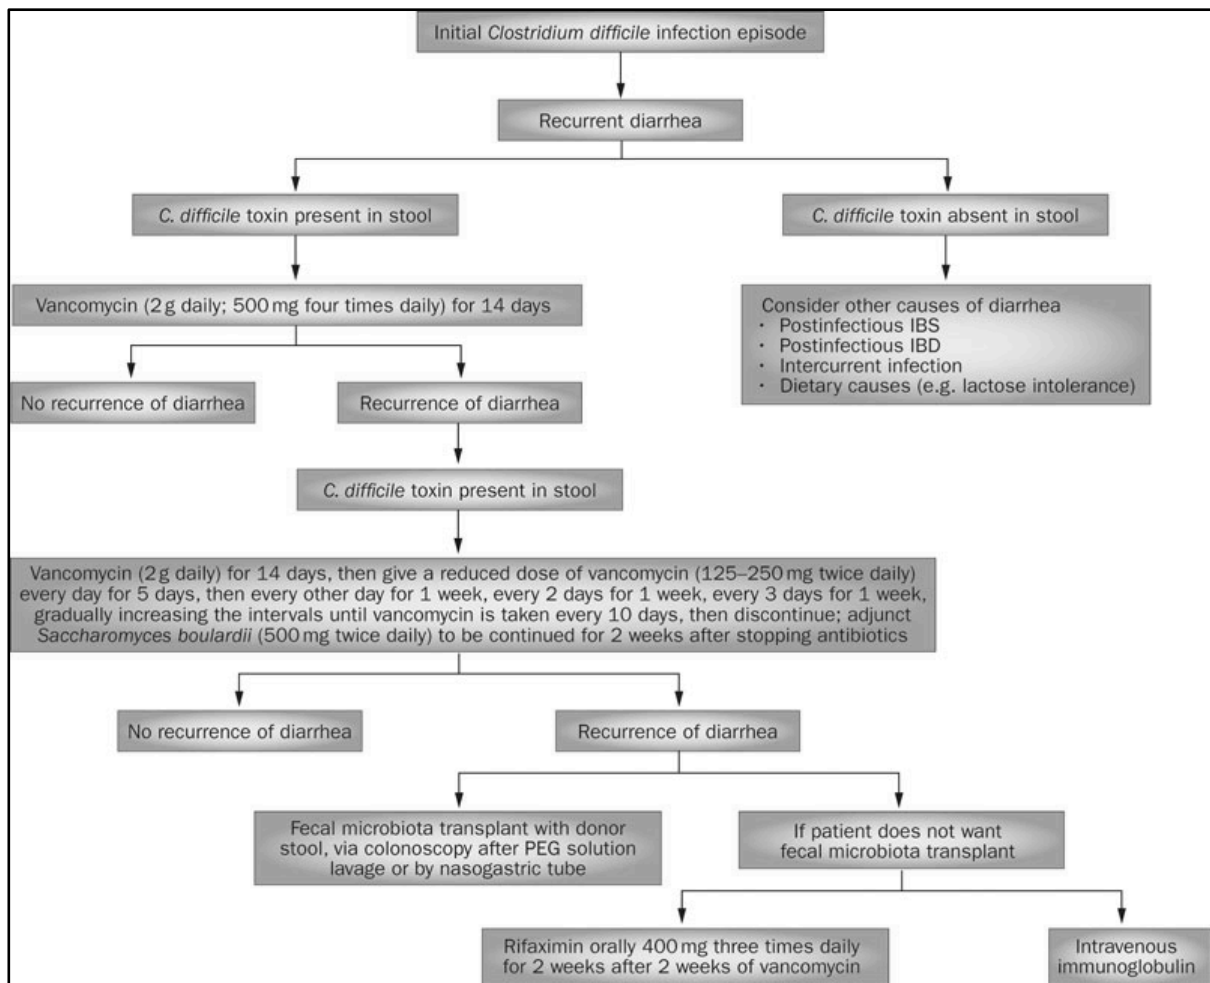 Initial Clostridium difficile infection episode
Recurrent diarrhea
C. difficile toxin present in stool
C. difficile toxin absent in stool
Vancomycin (2 g daily; 500 mg four times daily) for 14 days
Consider other causes of diarrhea
· Postinfectious IBS
· Postinfectious IBD
· Intercurrent infection
· Dietary causes (e.g. lactose intolerance)
No recurrence of diarrhea
Recurrence of diarrhea
C. difficile toxin present in stool
Vancomycin (2 g daily) for 14 days, then give a reduced dose of vancomycin (125–250 mg twice daily)
every day for 5 days, then every other day for 1 week, every 2 days for 1 week, every 3 days for 1 week,
gradually increasing the intervals until vancomycin is taken every 10 days, then discontinue; adjunct
Saccharomyces boulardii (500 mg twice daily) to be continued for 2 weeks after stopping antibiotics
No recurrence of diarrhea
Recurrence of diarrhea
Fecal microbiota transplant with donor
stool, via colonoscopy after PEG solution
lavage or by nasogastric tube
If patient does not want
fecal microbiota transplant
Rifaximin orally 400 mg three times daily
for 2 weeks after 2 weeks of vancomycin
Intravenous
immunoglobulin